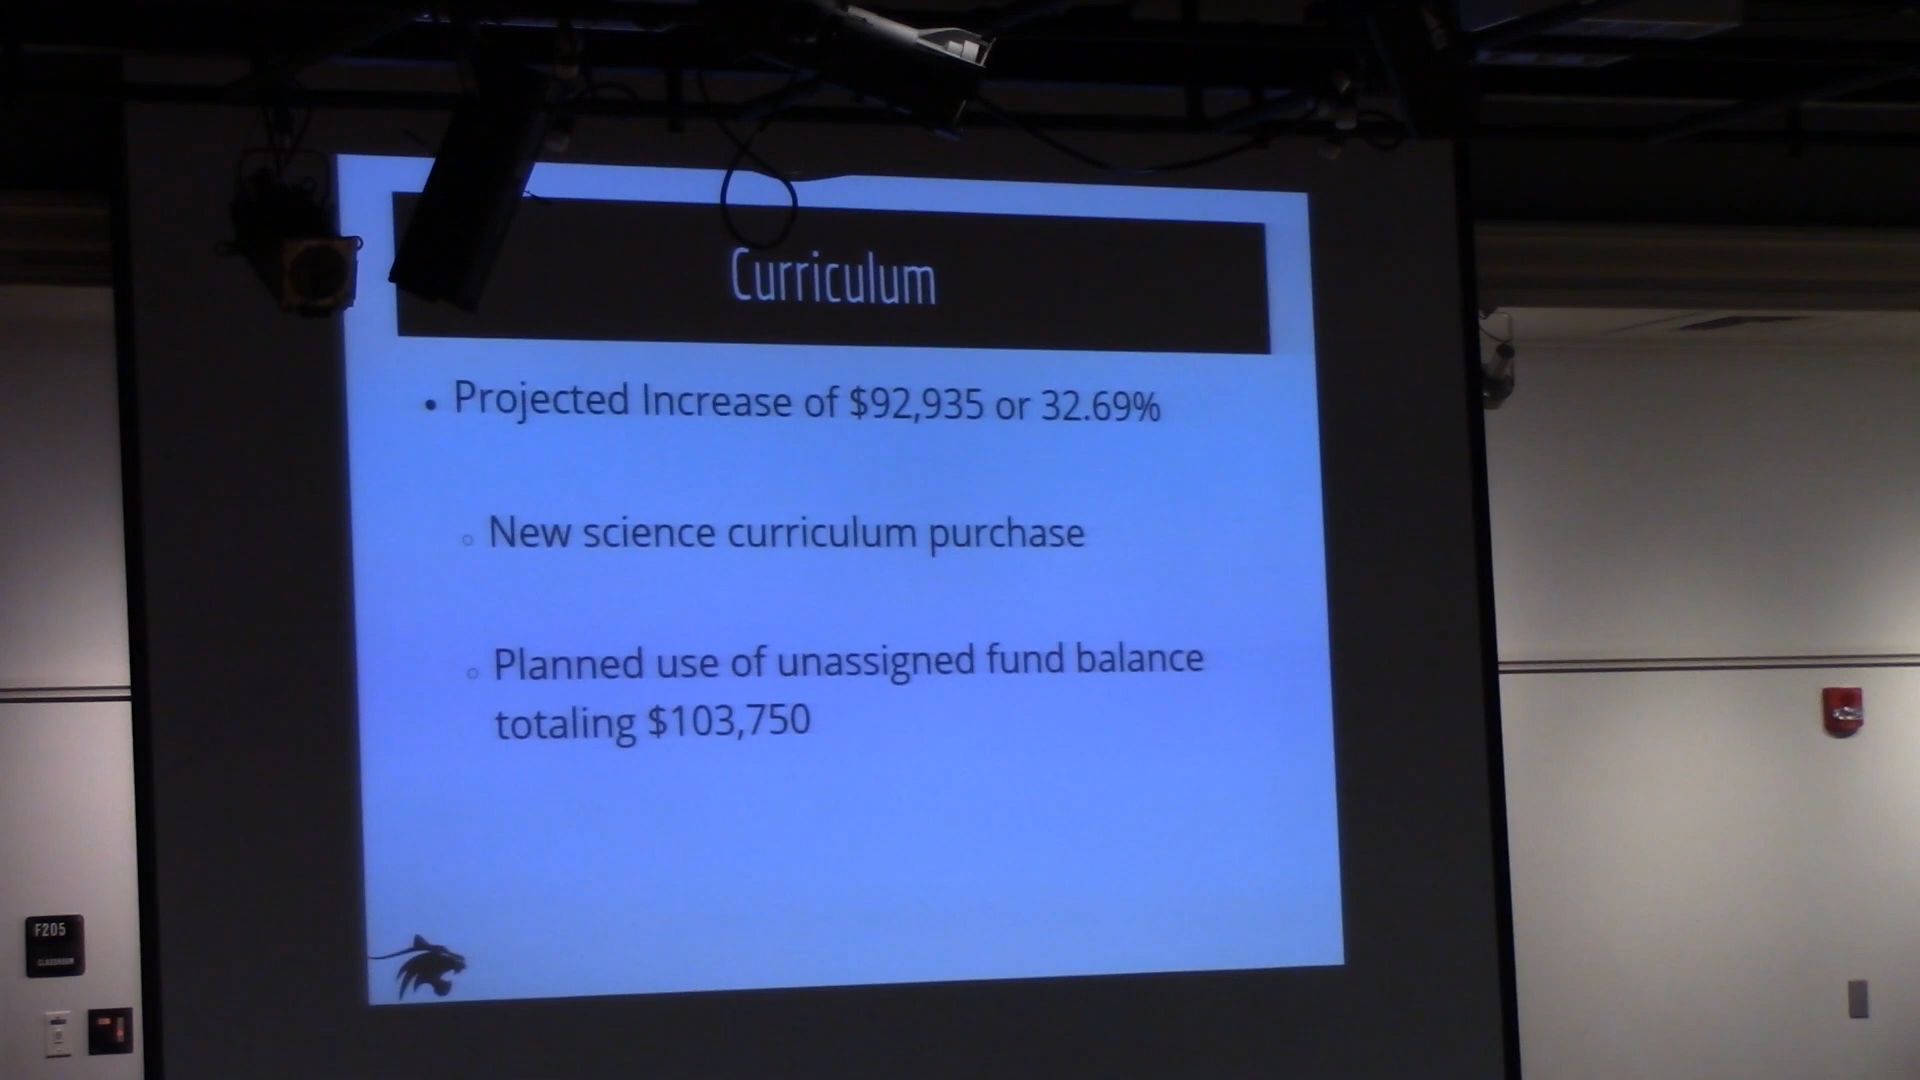 Curriculum
• Projected Increase of $92,935 or 32.69%
○ New science curriculum purchase
○ Planned use of unassigned fund balance
totaling $103,750
F205
CLASSROOM